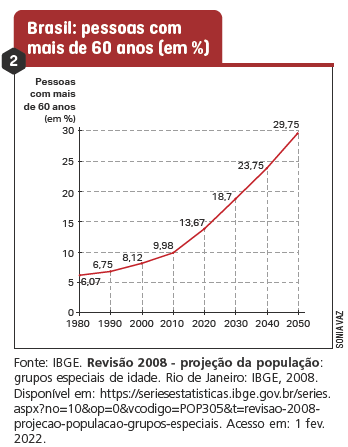 Brasil: pessoas com
mais de 60 anos (em %)
2
Pessoas
com mais
de 60 anos
(em %)
30
25
20
15
10
5
0
6,07
6,75
8,12
9,98
13,67
18,7
23,75
29,75
1980 1990 2000 2010 2020 2030 2040 2050
SONIA VAZ
Fonte: IBGE. Revisão 2008 - projeção da população:
grupos especiais de idade. Rio de Janeiro: IBGE, 2008.
Disponível em: https://seriesestatisticas.ibge.gov.br/series.
aspx?no=10&op=0&vcodigo=POP305&t=revisao-2008-
projecao-populacao-grupos-especiais. Acesso em: 1 fev.
2022.